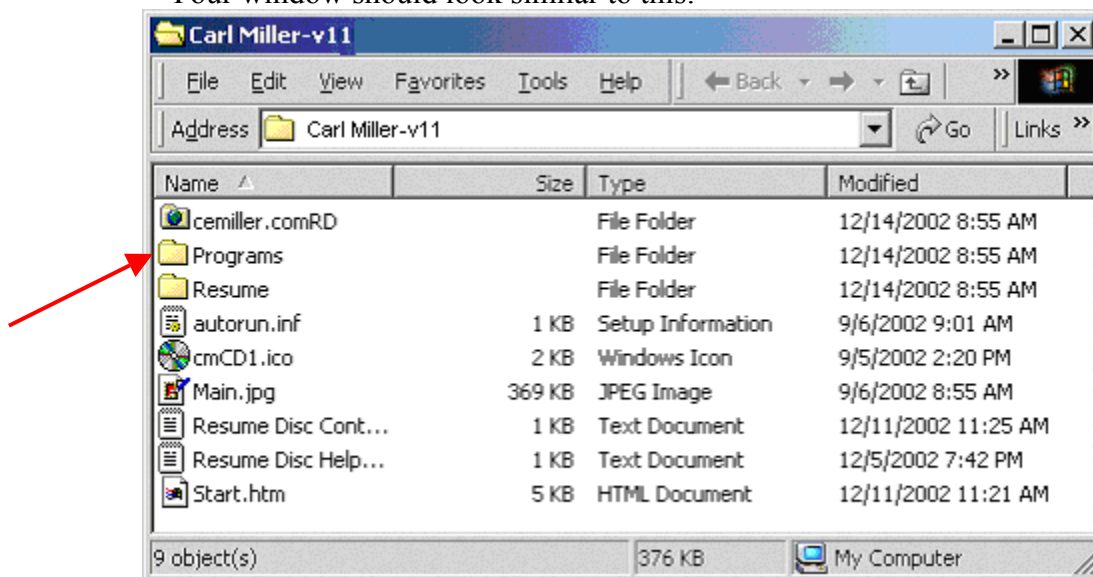 Your window should look similar to this:
Carl Miller-v11
File Edit View Favorites Tools Help Back »
Address Carl Miller-v11 Go Links »
Name Size Type Modified
cemiller.comRD File Folder 12/14/2002 8:55 AM
Programs File Folder 12/14/2002 8:55 AM
Resume File Folder 12/14/2002 8:55 AM
autorun.inf 1 KB Setup Information 9/6/2002 9:01 AM
cmCD1.ico 2 KB Windows Icon 9/5/2002 2:20 PM
Main.jpg 369 KB JPEG Image 9/6/2002 8:55 AM
Resume Disc Cont... 1 KB Text Document 12/11/2002 11:25 AM
Resume Disc Help... 1 KB Text Document 12/5/2002 7:42 PM
Start.htm 5 KB HTML Document 12/11/2002 11:21 AM
9 object(s) 376 KB My Computer